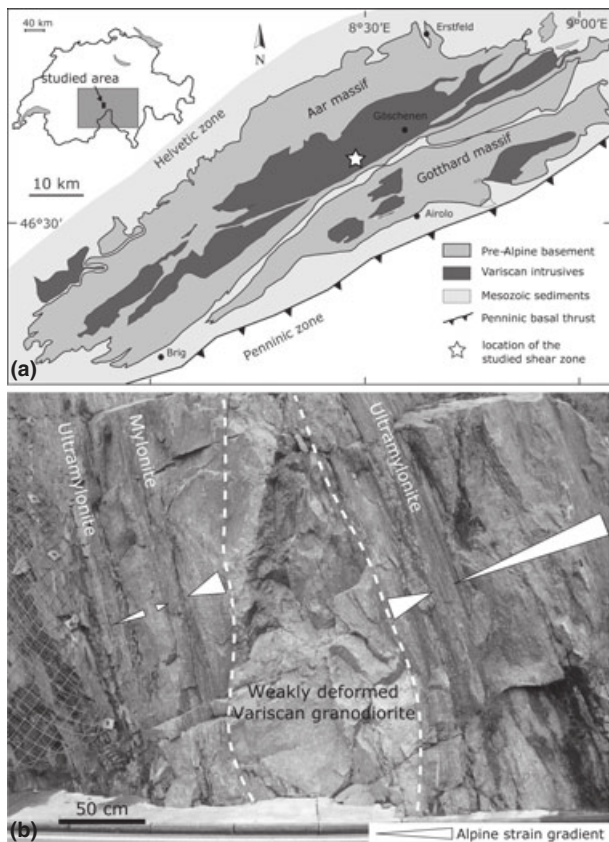 40 km
studied area
N
8°30'E
9°00'E
Erstfeld
Helvetic zone
Aar massif
Göschenen
10 km
Gotthard massif
46°30'
Airolo
Pre-Alpine basement
Variscan intrusives
Mesozoic sediments
Penninic basal thrust
location of the
studied shear zone
Brig
Penninic zone
(a)
Ultramylonite
Mylonite
Ultramylonite
Weakly deformed
Variscan granodiorite
50 cm
(b)
Alpine strain gradient